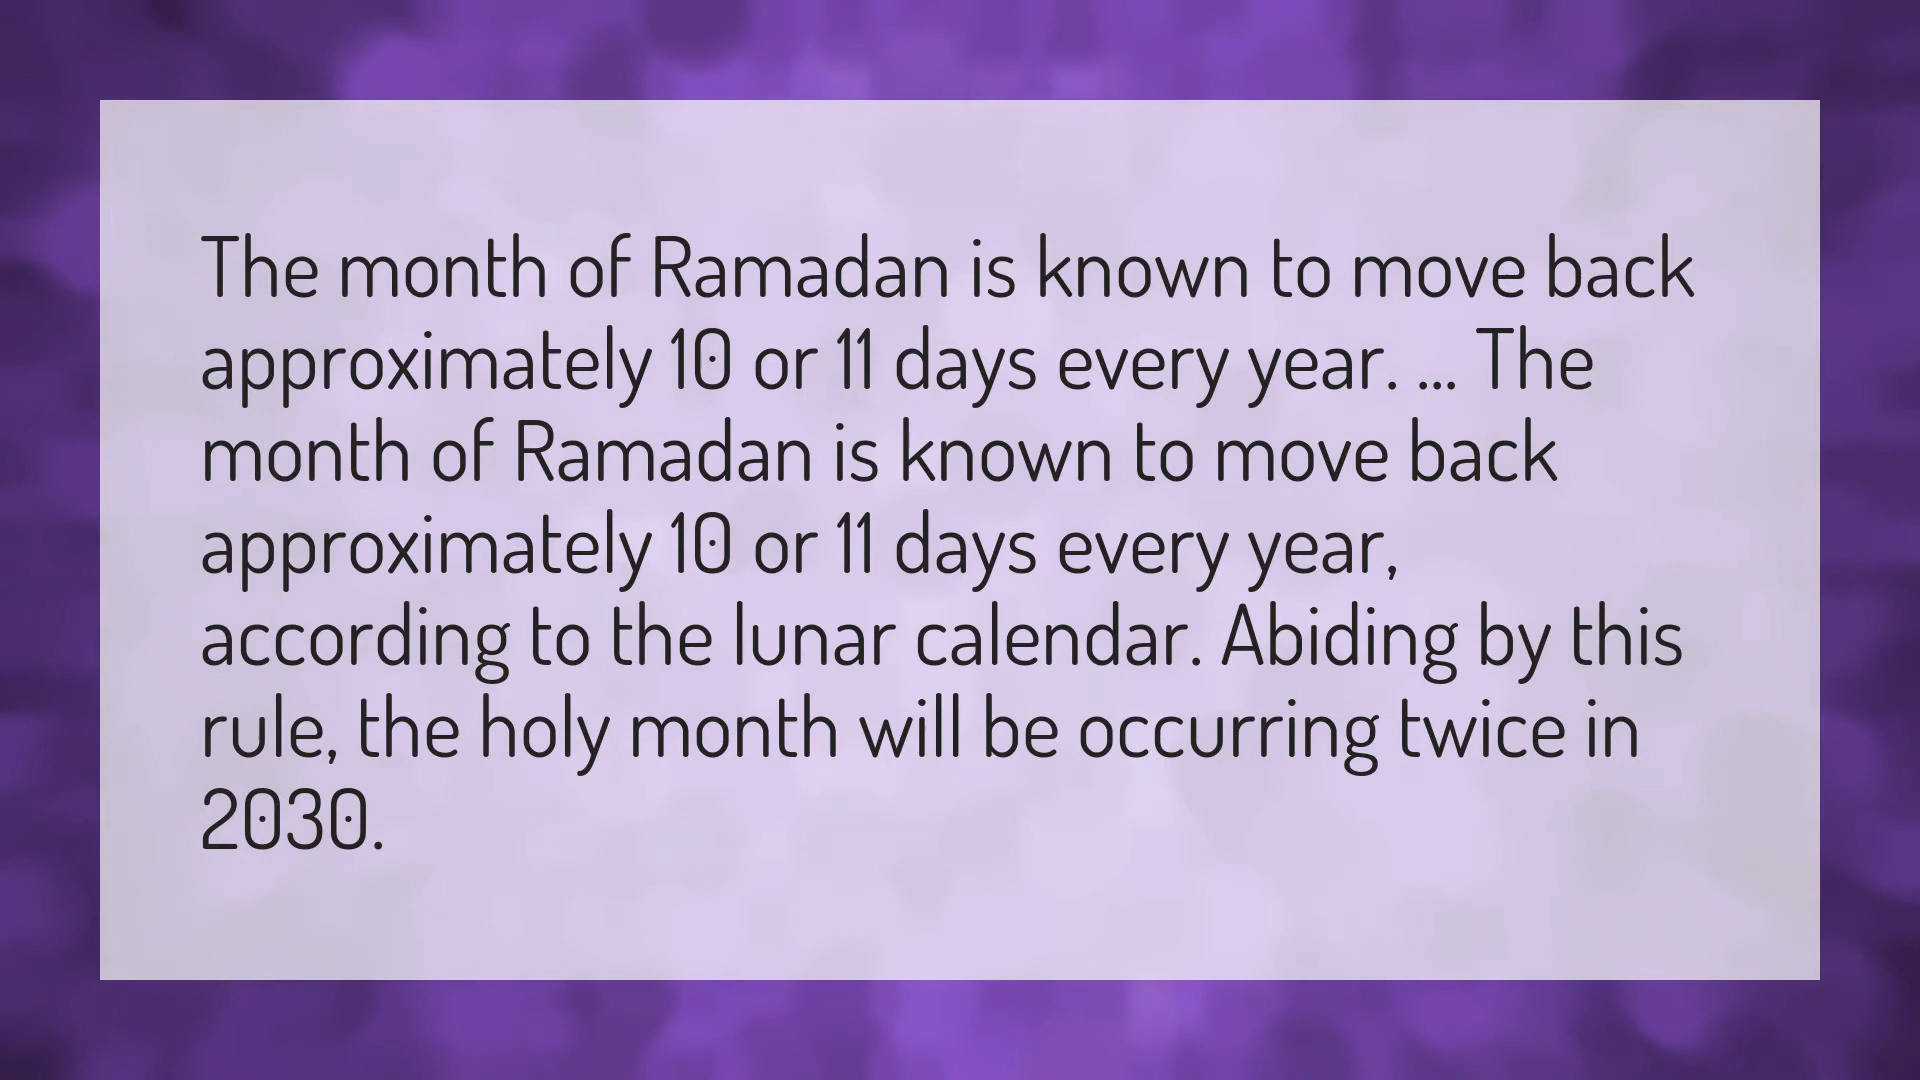 The month of Ramadan is known to move back
approximately 10 or 11 days every year. ... The
month of Ramadan is known to move back
approximately 10 or 11 days every year,
according to the lunar calendar. Abiding by this
rule, the holy month will be occurring twice in
2030.